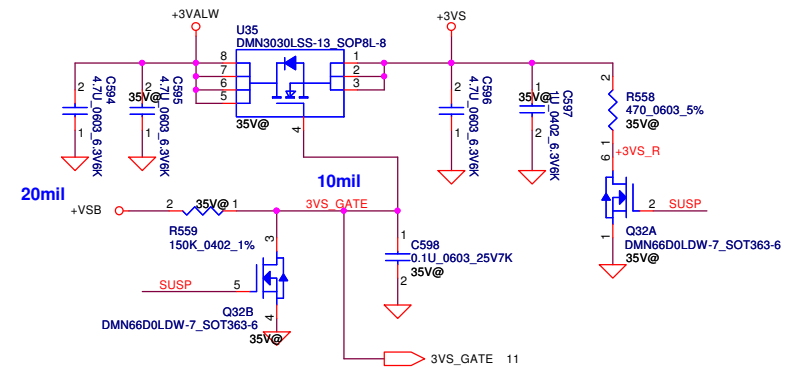 +3VALW
+3VS
U35
DMN3030LSS-13_SOP8L-8
8
7
6
5
1
2
3
4
35V@
2
1
C594
4.7U_0603_6.3V6K
2
1
C595
4.7U_0603_6.3V6K
35V@
2
1
C596
4.7U_0603_6.3V6K
1
2
C597
1U_0402_6.3V6K
35V@
2
1
R558
470_0603_5%
35V@
+3VS_R
6
1
2
SUSP
Q32A
DMN66D0LDW-7_SOT363-6
35V@
20mil
10mil
+VSB
2
35V@
1
3VS_GATE
R559
150K_0402_1%
3
5
4
SUSP
Q32B
DMN66D0LDW-7_SOT363-6
35V@
1
2
C598
0.1U_0603_25V7K
35V@
3VS_GATE 11